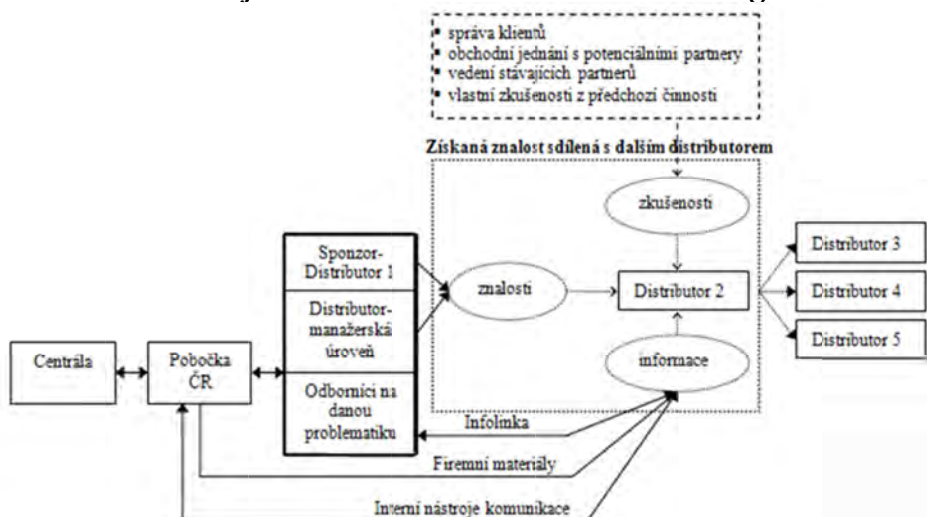 ▪ správa klientů
▪ obchodní jednání s potenciálními partnery
▪ vedení stávajících partnerů
▪ vlastní zkušenosti z předchozí činnosti
Získaná znalost sdílená s dalším distributorem
zkušenosti
Sponzor-
Distributor 1
znalosti
Distributor 2
Distributor 3
Distributor 4
Distributor 5
Distributor-
manažerská
úroveň
informace
Centrála
Pobočka
ČR
Odborníci na
danou
problematiku
Infolinka
Firemní materiály
Interní nástroje komunikace